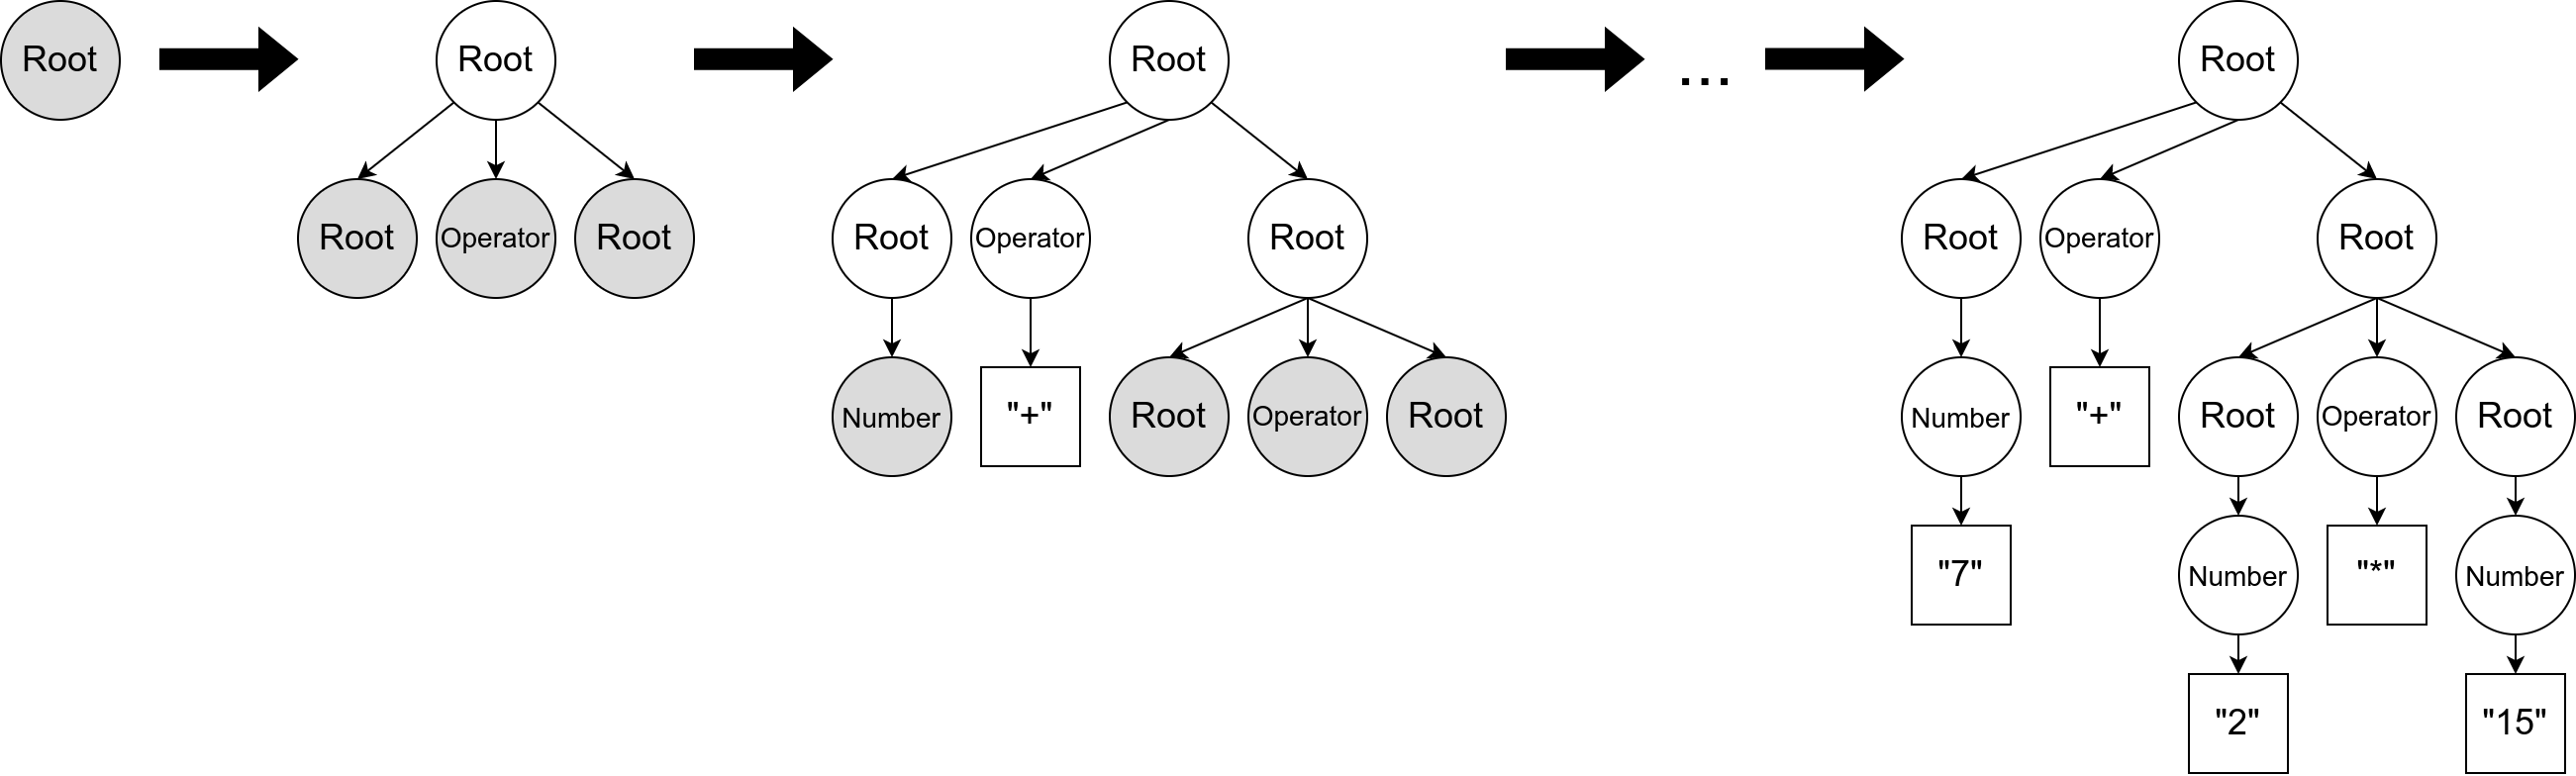 Root
Root
Root Operator Root
Root
Root Operator Root
Number "+" Root Operator Root
...
Root
Root Operator Root
Number "+" Root Operator Root
"7" Number "*" Number
"2" "15"